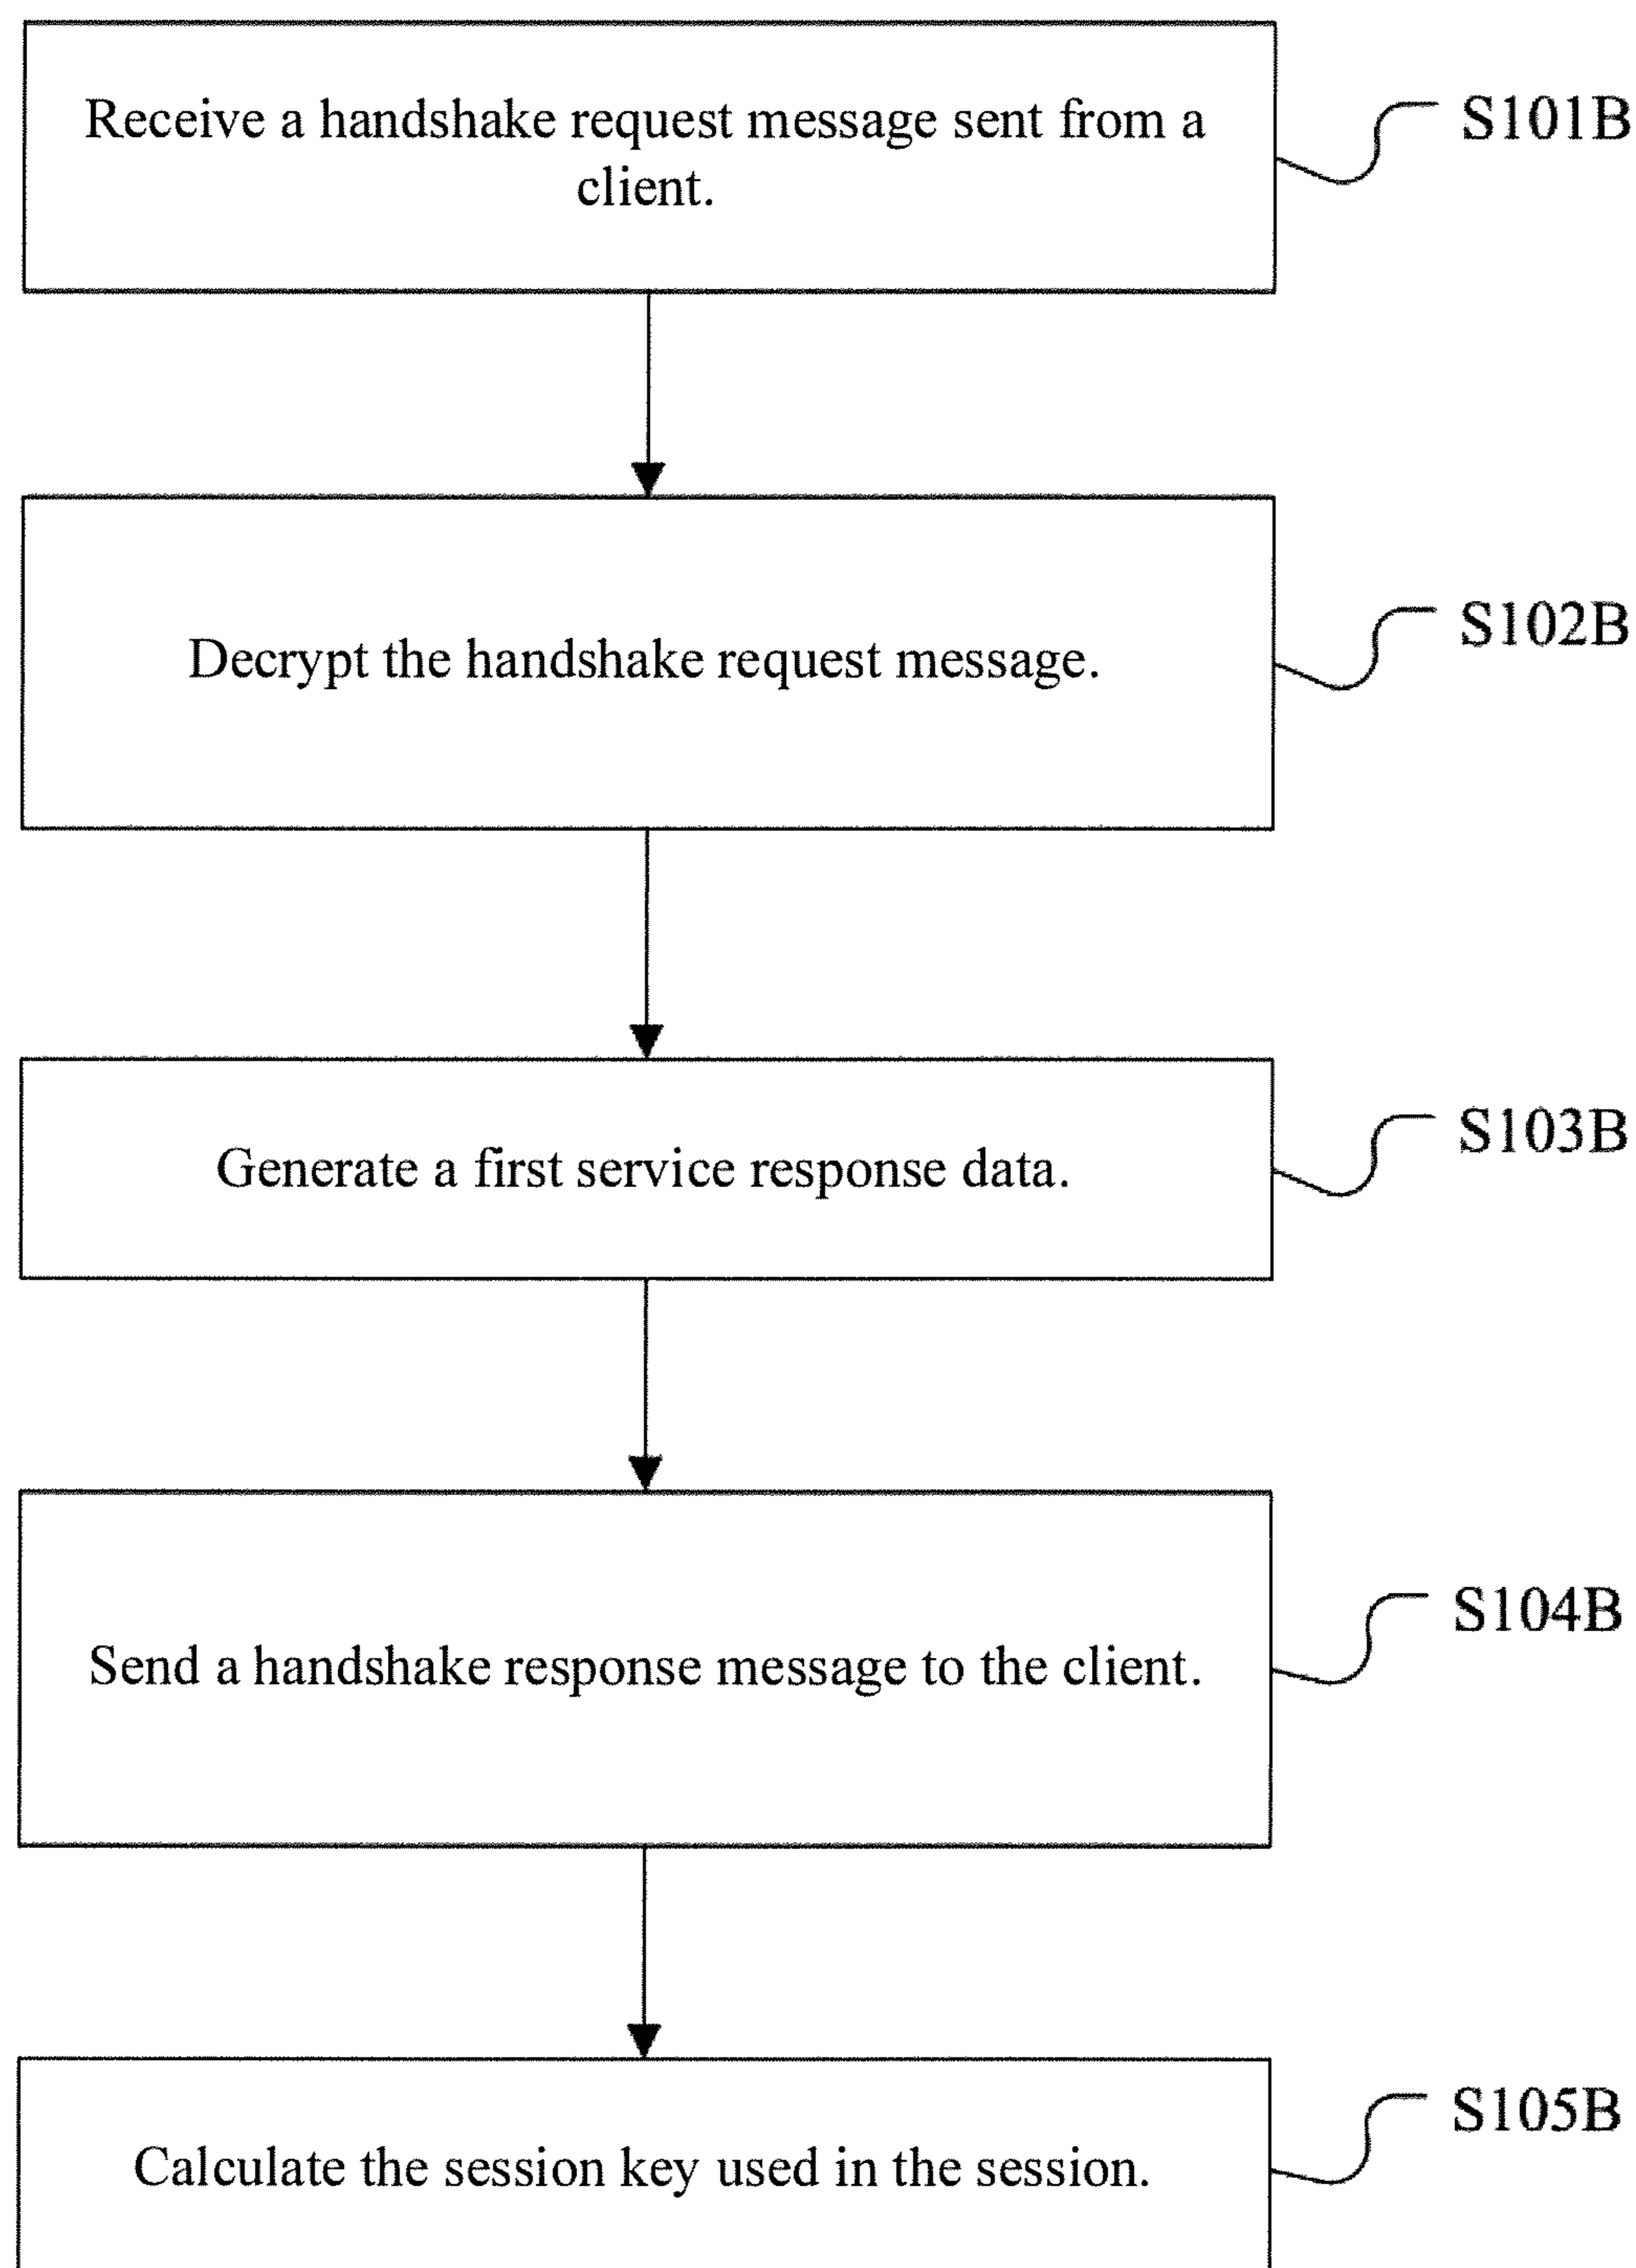 Receive a handshake request message sent from a
client.
S101B
Decrypt the handshake request message.
S102B
Generate a first service response data.
S103B
Send a handshake response message to the client.
S104B
Calculate the session key used in the session.
S105B